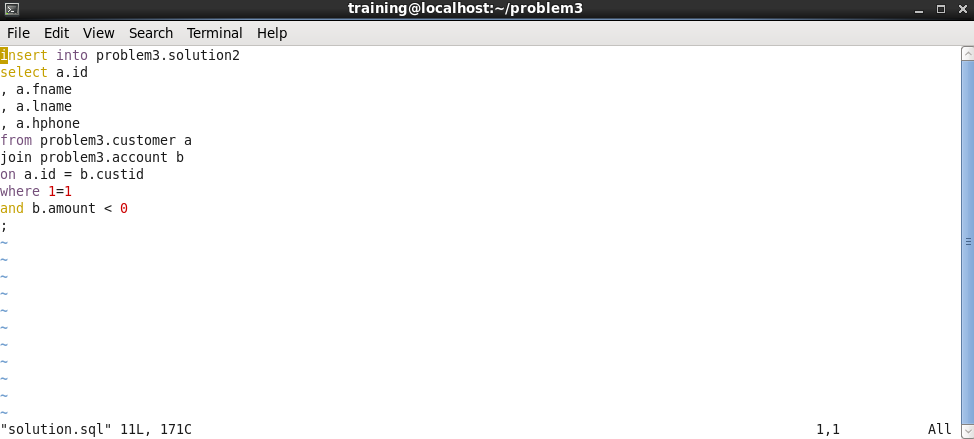 training@localhost:~/problem3
File Edit View Search Terminal Help
insert into problem3.solution2
select a.id
, a.fname
, a.lname
, a.hphone
from problem3.customer a
join problem3.account b
on a.id = b.custid
where 1=1
and b.amount < 0
;
~
~
~
~
~
~
~
~
~
~
~
"solution.sql" 11L, 171C 1,1 All